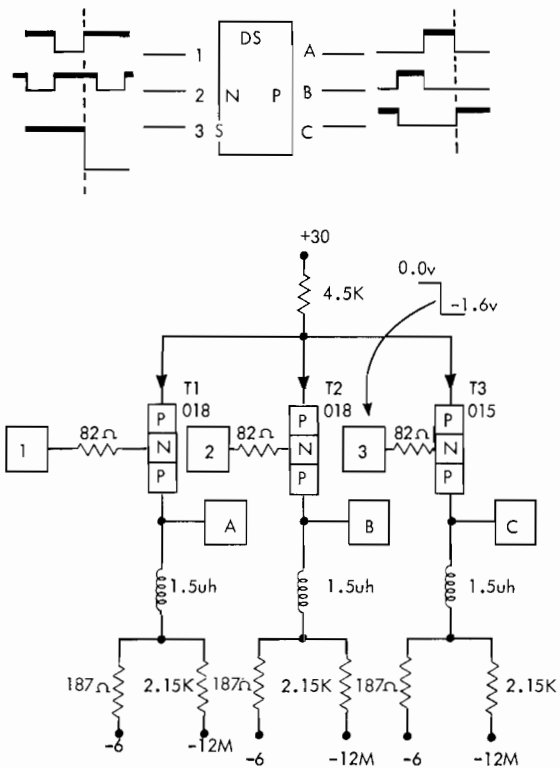 DS
1
A
2
N
P
B
3
S
C
+30
4.5K
0.0v
-1.6v
T1
018
T2
018
T3
015
P
P
P
1
82Ω
N
2
82Ω
N
3
82Ω
N
P
P
P
A
B
C
1.5uh
1.5uh
1.5uh
187Ω
2.15K
187Ω
2.15K
187Ω
2.15K
-6
-12M
-6
-12M
-6
-12M